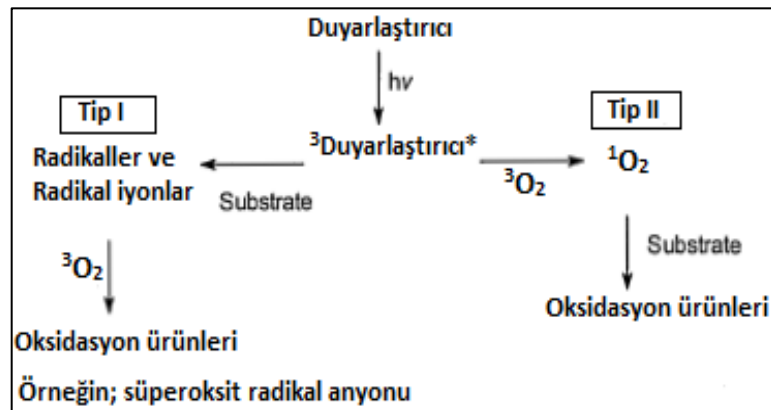 Duyarlaştırıcı
hv
Tip I
Tip II
³Duyarlaştırıcı*
Radikaller ve
Radikal iyonlar
Substrate
³O₂
¹O₂
³O₂
Substrate
Oksidasyon ürünleri
Oksidasyon ürünleri
Örneğin; süperoksit radikal anyonu